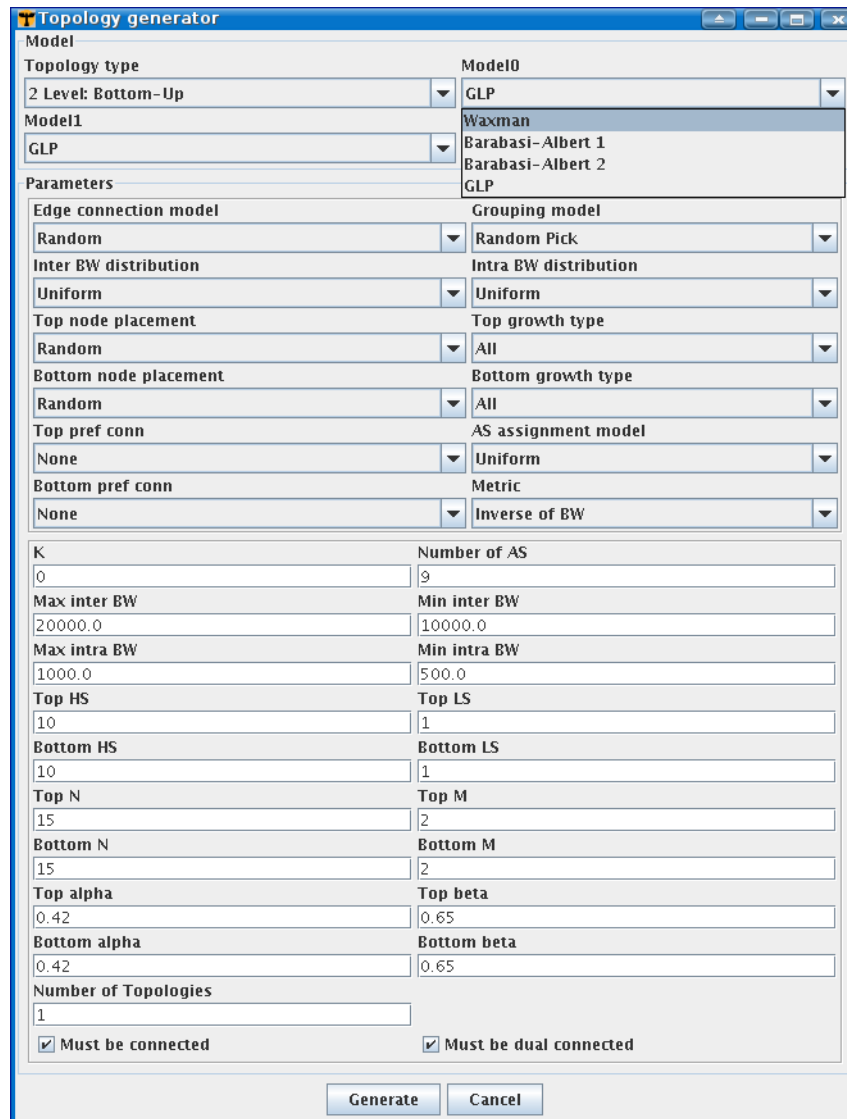 Topology generator
Model
Topology type Model0
2 Level: Bottom-Up GLP
Model1 Waxman
GLP Barabasi-Albert 1
Barabasi-Albert 2
GLP
Parameters
Edge connection model Grouping model
Random Random Pick
Inter BW distribution Intra BW distribution
Uniform Uniform
Top node placement Top growth type
Random All
Bottom node placement Bottom growth type
Random All
Top pref conn AS assignment model
None Uniform
Bottom pref conn Metric
None Inverse of BW
K Number of AS
0 9
Max inter BW Min inter BW
20000.0 10000.0
Max intra BW Min intra BW
1000.0 500.0
Top HS Top LS
10 1
Bottom HS Bottom LS
10 1
Top N Top M
15 2
Bottom N Bottom M
15 2
Top alpha Top beta
0.42 0.65
Bottom alpha Bottom beta
0.42 0.65
Number of Topologies
1
Must be connected Must be dual connected
Generate Cancel